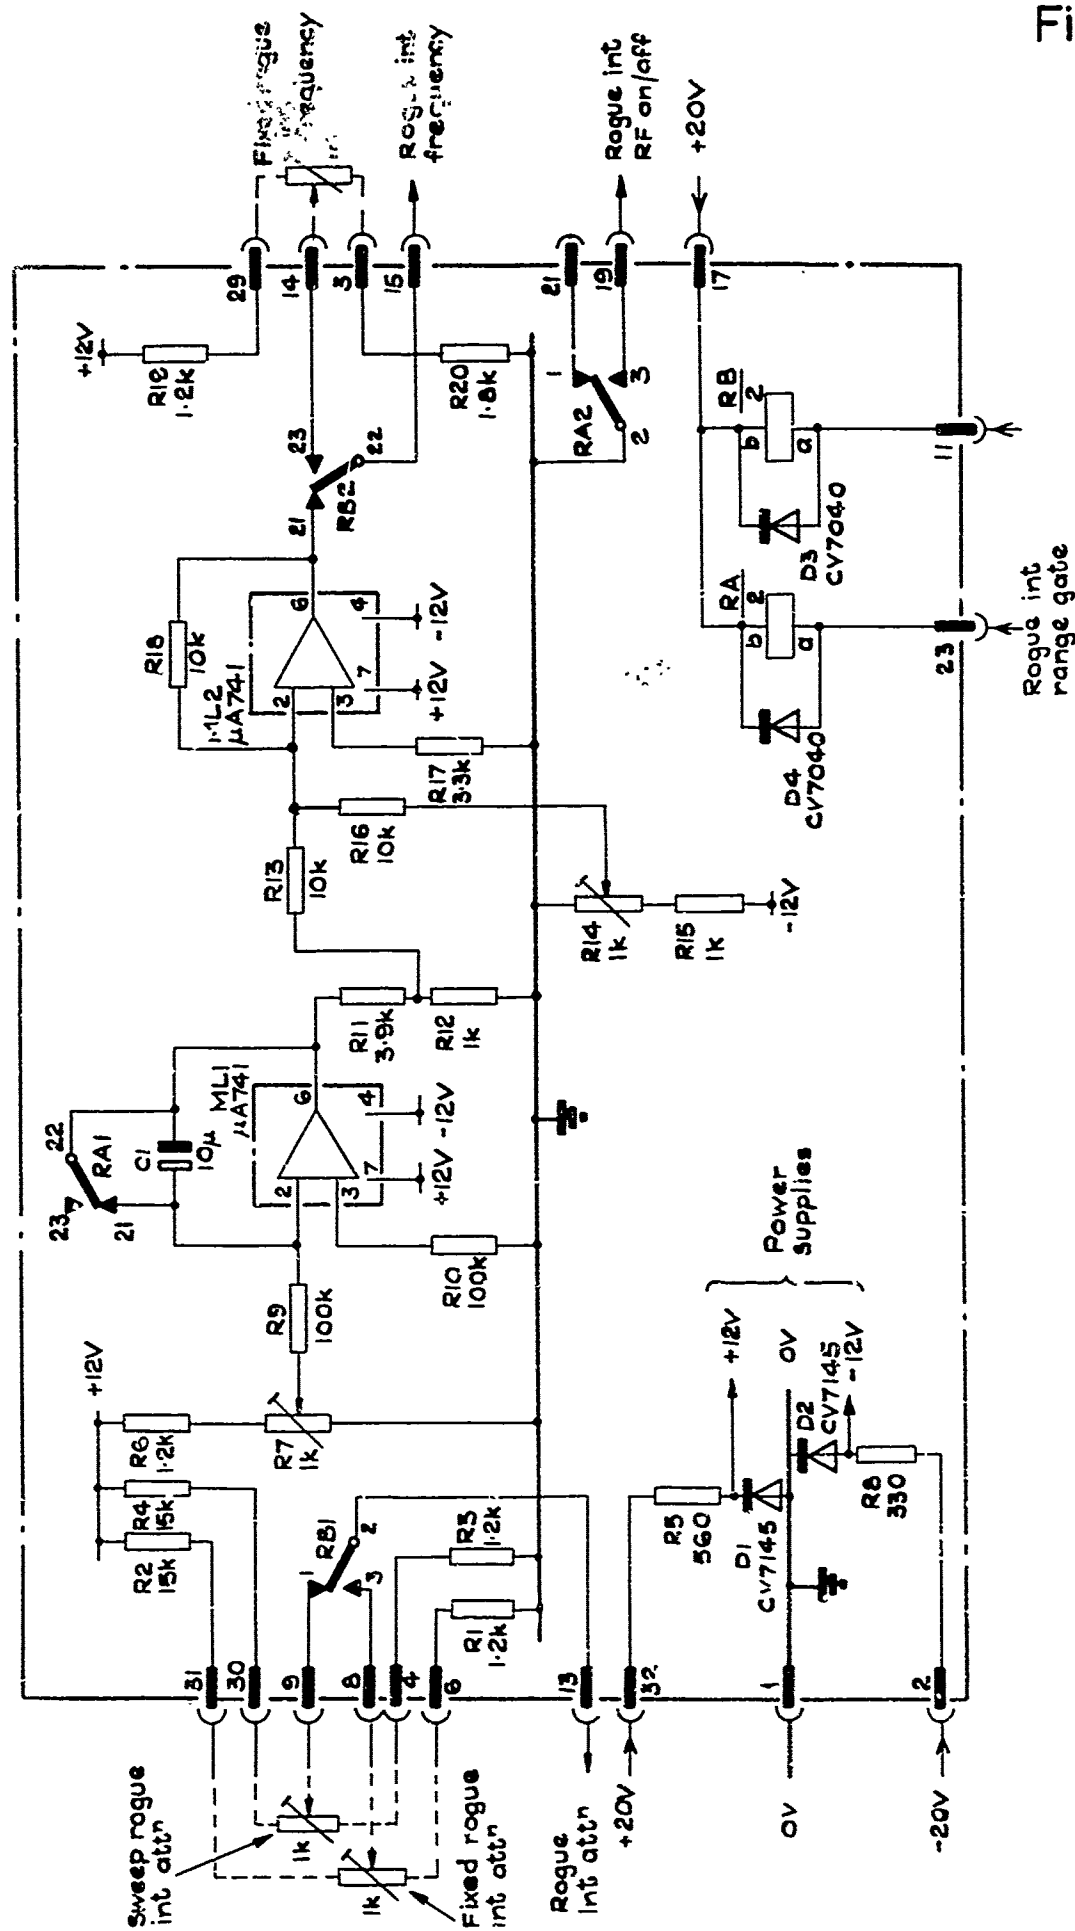 Fi
Sweep rogue
int attⁿ
1k
1k
Fixed rogue
int attⁿ
Rogue
Int attⁿ
+20V
0V
-20V
31
30
9
8
4
6
13
32
1
2
+12V
R2
15k
R4
15k
R6
1.2k
R7
1k
1
3
2
RB1
R1
1.2k
R3
1.2k
R5
560
D1
CV7145
D2
CV7145
R8
330
+12V
0V
-12V
Power
supplies
R9
100k
R10
100k
23
22
21
RA1
C1
10μ
ML1
μA741
2
3
6
7
4
+12V
-12V
R11
3.9k
R12
1k
R13
10k
R14
1k
R15
1k
-12V
R16
10k
R17
3.3k
R18
10k
ML2
μA741
2
3
6
7
4
+12V
-12V
21
23
22
RB2
+12V
1.2k
R20
1.8k
RA2
1
2
3
29
14
3
15
21
19
17
frequency
Rogue int
RF on/off
+20V
RA
2
b
a
D4
CV7040
RB
2
b
a
D3
CV7040
23
11
Rogue int
range gate